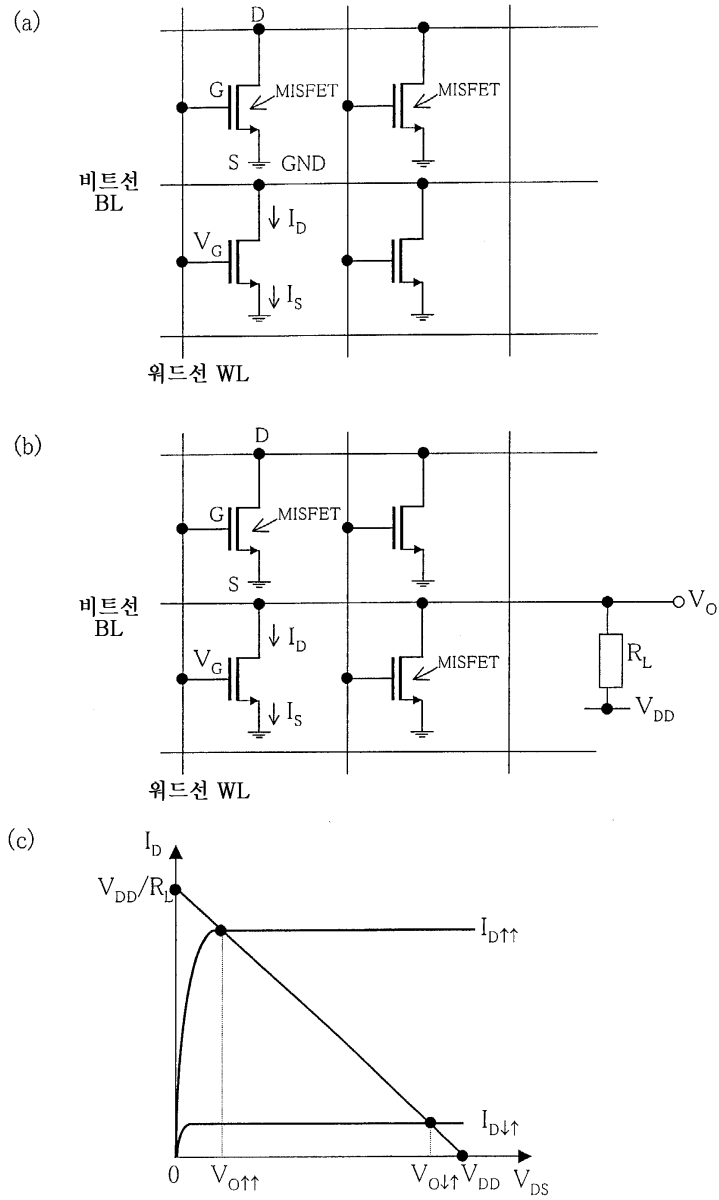 (a)
D
G
MISFET
MISFET
S
GND
비트선
BL
V_G
I_D
I_S
워드선 WL
(b)
D
G
MISFET
S
비트선
BL
V_O
V_G
I_D
MISFET
R_L
I_S
V_DD
워드선 WL
(c)
I_D
V_DD/R_L
I_D↑↑
I_D↓↑
0
V_O↑↑
V_O↓↑
V_DD
V_DS